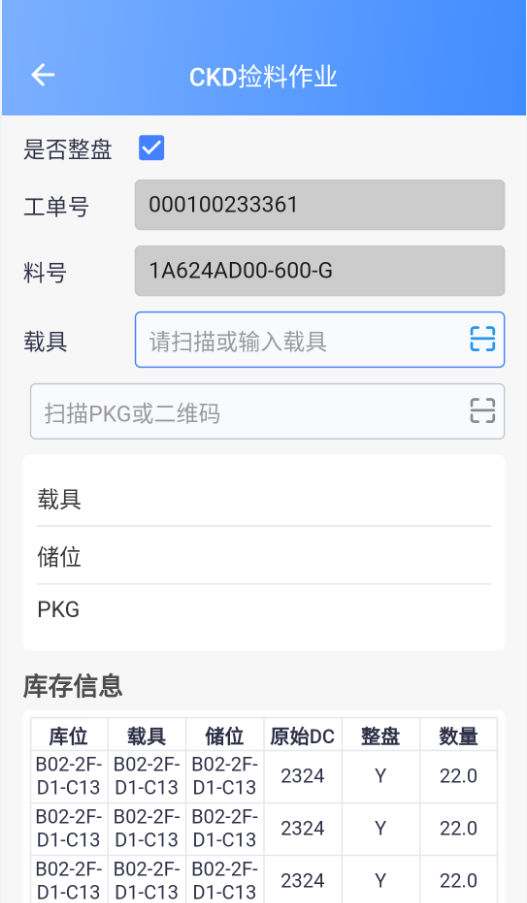 CKD捡料作业
是否整盘
工单号 000100233361
料号 1A624AD00-600-G
载具 请扫描或输入载具
扫描PKG或二维码
载具
储位
PKG
库存信息
库位 载具 储位 原始DC 整盘 数量
B02-2F-D1-C13 B02-2F-D1-C13 B02-2F-D1-C13 2324 Y 22.0
B02-2F-D1-C13 B02-2F-D1-C13 B02-2F-D1-C13 2324 Y 22.0
B02-2F-D1-C13 B02-2F-D1-C13 B02-2F-D1-C13 2324 Y 22.0